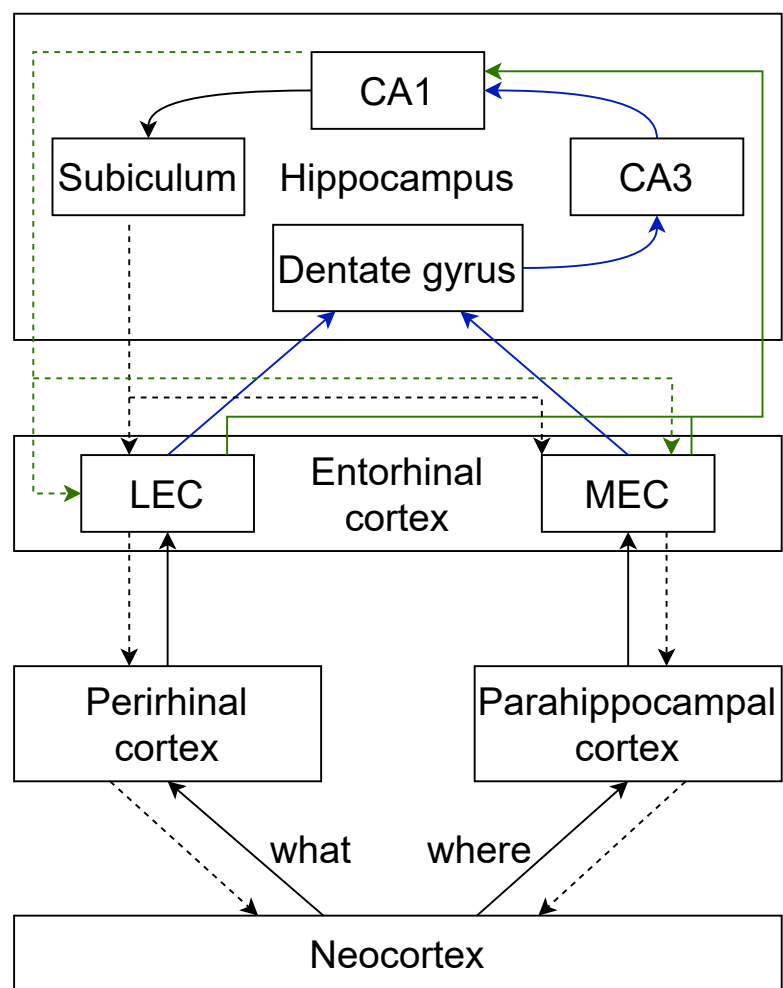 CA1
Subiculum
Hippocampus
CA3
Dentate gyrus
LEC
Entorhinal
cortex
MEC
Perirhinal
cortex
Parahippocampal
cortex
what
where
Neocortex